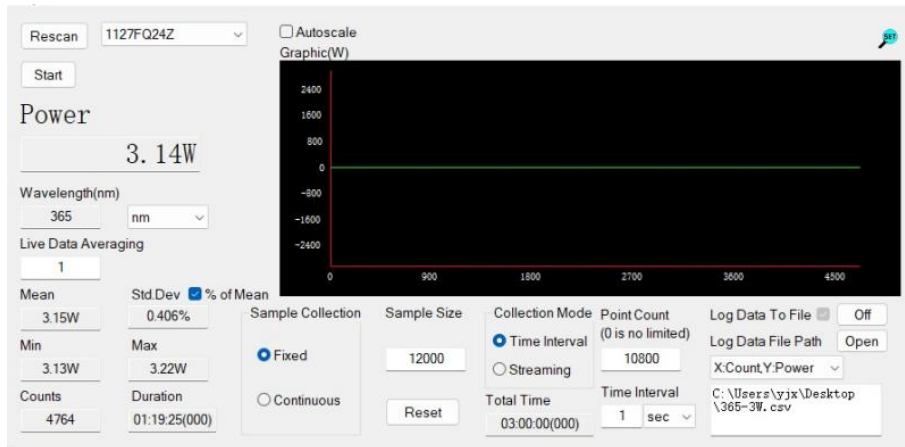 Rescan
1127FQ24Z
Autoscale
Graphic(W)
SET
Start
Power
3.14W
Wavelength(nm)
365
nm
Live Data Averaging
1
Mean
Std.Dev
% of Mean
3.15W
0.406%
Min
Max
3.13W
3.22W
Counts
Duration
4764
01:19:25(000)
2400
1600
800
0
-800
-1600
-2400
0 900 1800 2700 3600 4500
Sample Collection
Fixed
Continuous
Sample Size
12000
Reset
Collection Mode
Time Interval
Streaming
Total Time
03:00:00(000)
Point Count
(0 is no limited)
10800
Time Interval
1
sec
Log Data To File
Off
Log Data File Path
Open
X:Count,Y:Power
C:\Users\yjx\Desktop
\365-3W.csv